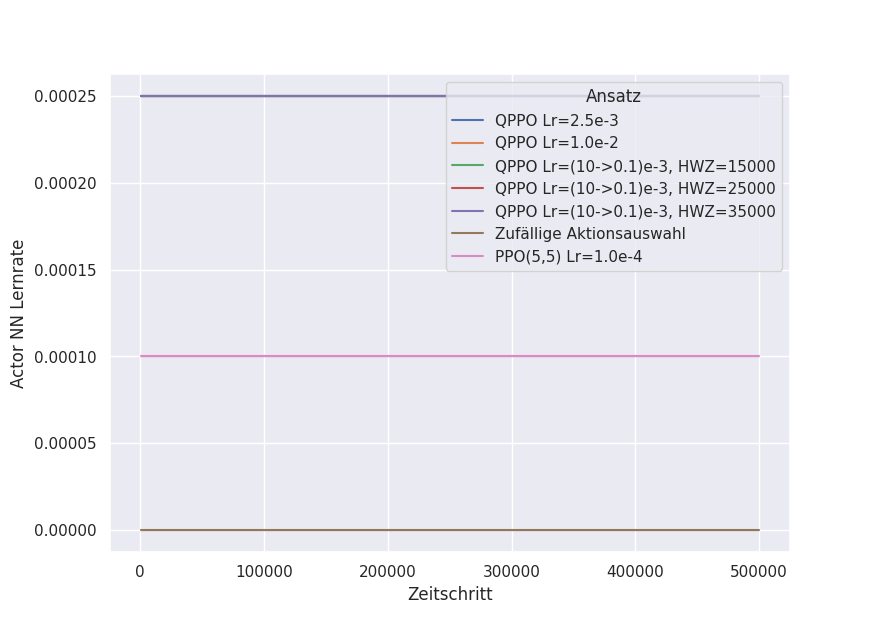 Ansatz
QPPO Lr=2.5e-3
QPPO Lr=1.0e-2
QPPO Lr=(10->0.1)e-3, HWZ=15000
QPPO Lr=(10->0.1)e-3, HWZ=25000
QPPO Lr=(10->0.1)e-3, HWZ=35000
Zufällige Aktionsauswahl
PPO(5,5) Lr=1.0e-4
Actor NN Lernrate
0.00025
0.00020
0.00015
0.00010
0.00005
0.00000
0 100000 200000 300000 400000 500000
Zeitschritt